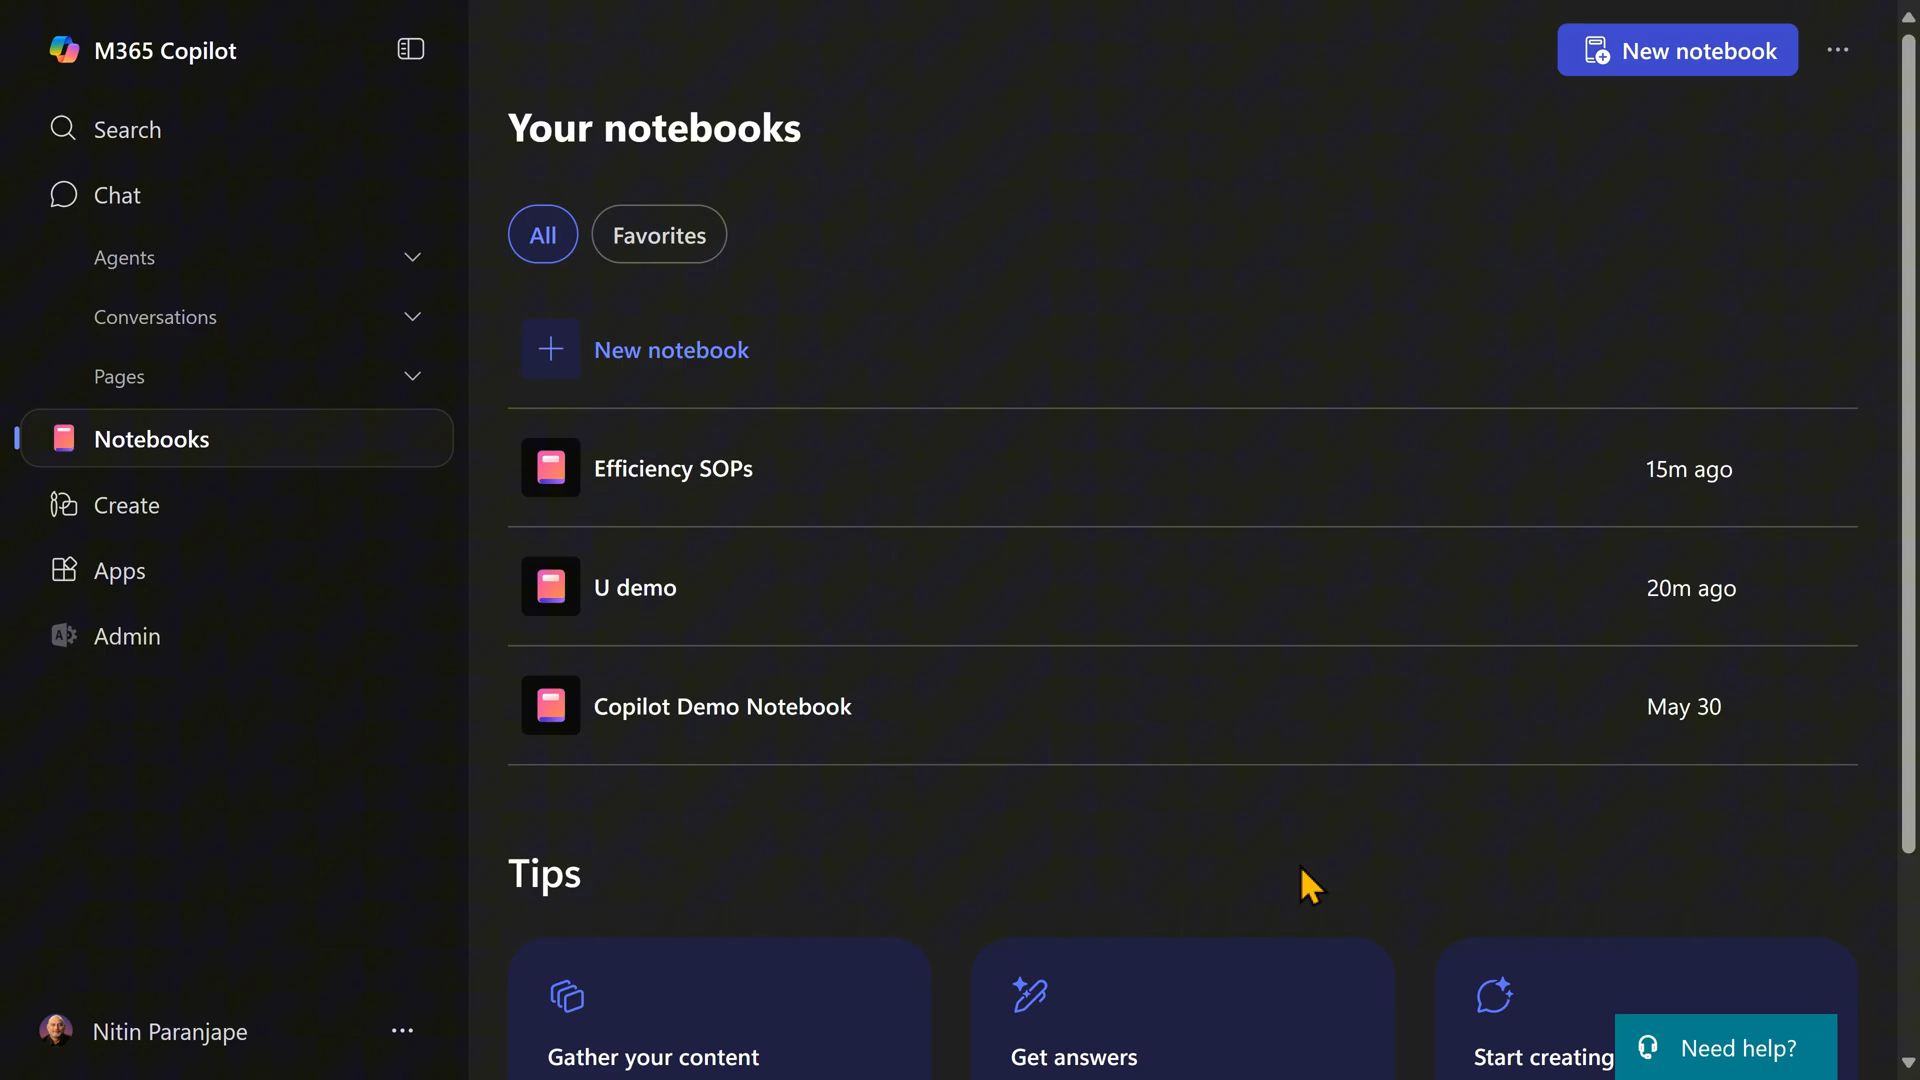 M365 Copilot
Search
Chat
Agents
Conversations
Pages
Notebooks
Create
Apps
Admin
Nitin Paranjape
New notebook
Your notebooks
All
Favorites
New notebook
Efficiency SOPs
15m ago
U demo
20m ago
Copilot Demo Notebook
May 30
Tips
Gather your content
Get answers
Start creating
Need help?